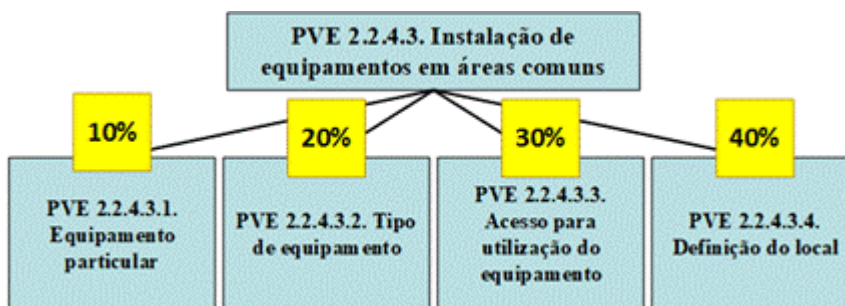 PVE 2.2.4.3. Instalação de
equipamentos em áreas comuns
10%
20%
30%
40%
PVE 2.2.4.3.1.
Equipamento
particular
PVE 2.2.4.3.2. Tipo
de equipamento
PVE 2.2.4.3.3.
Acesso para
utilização do
equipamento
PVE 2.2.4.3.4.
Definição do local